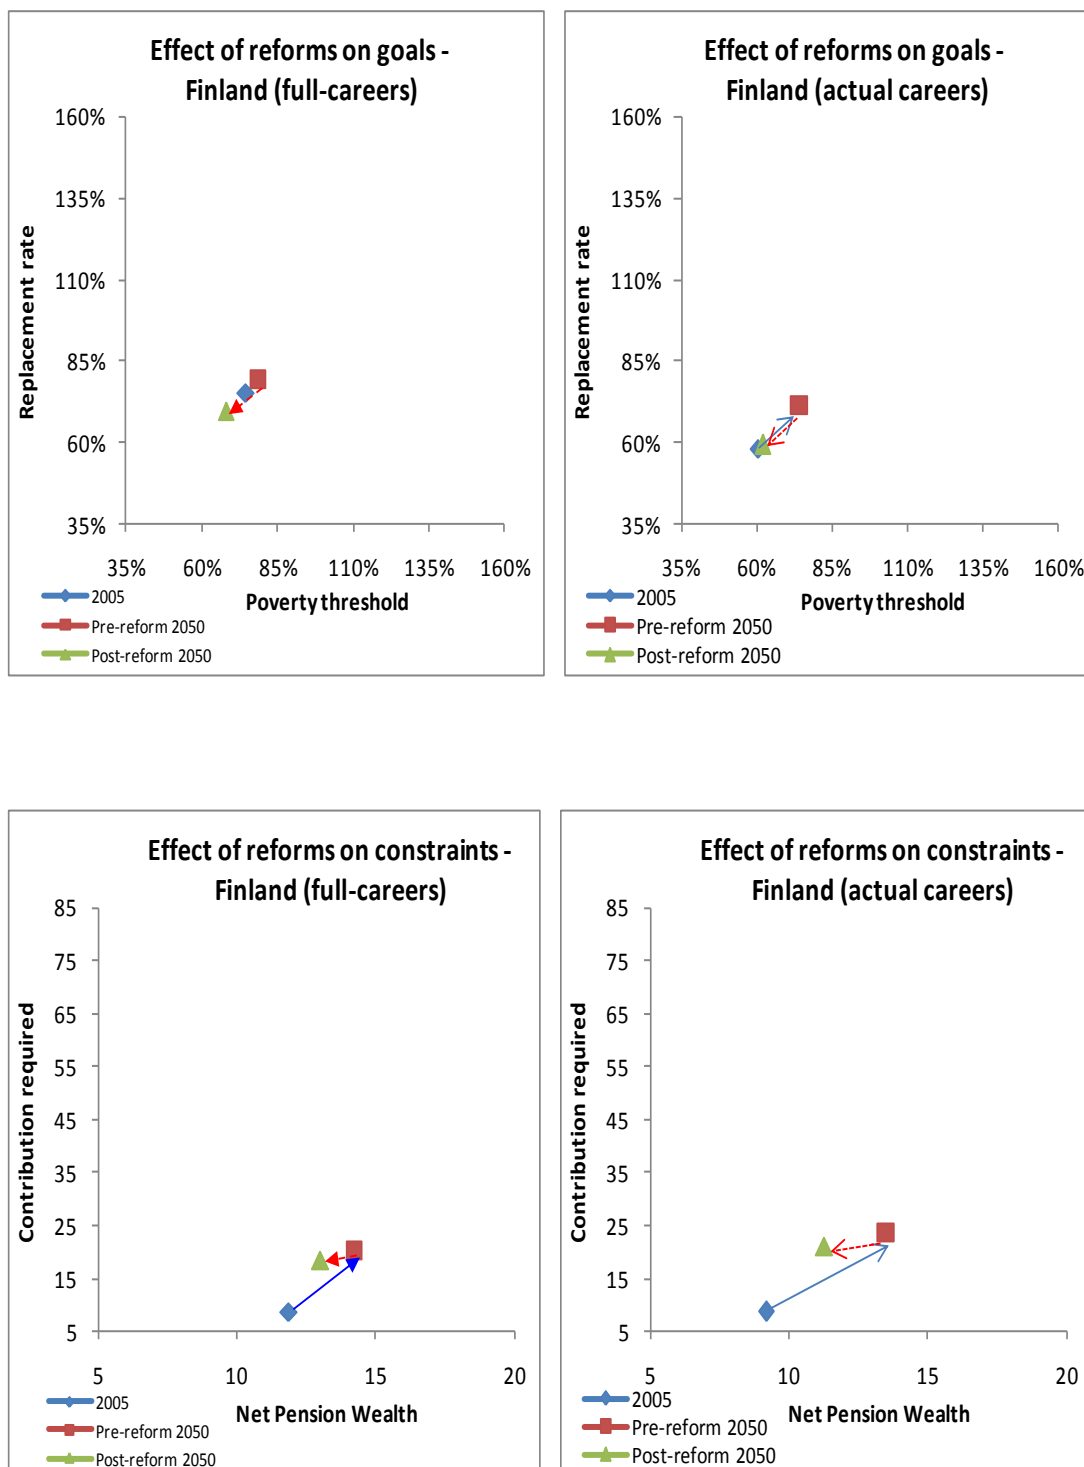 Effect of reforms on goals -
Finland (full-careers)
160%
135%
110%
85%
60%
35%
Replacement rate
35% 60% 85% 110% 135% 160%
Poverty threshold
2005
Pre-reform 2050
Post-reform 2050
Effect of reforms on goals -
Finland (actual careers)
160%
135%
110%
85%
60%
35%
Replacement rate
35% 60% 85% 110% 135% 160%
Poverty threshold
2005
Pre-reform 2050
Post-reform 2050
Effect of reforms on constraints -
Finland (full-careers)
85
75
65
55
45
35
25
15
5
Contribution required
5 10 15 20
Net Pension Wealth
2005
Pre-reform 2050
Post-reform 2050
Effect of reforms on constraints -
Finland (actual careers)
85
75
65
55
45
35
25
15
5
Contribution required
5 10 15 20
Net Pension Wealth
2005
Pre-reform 2050
Post-reform 2050